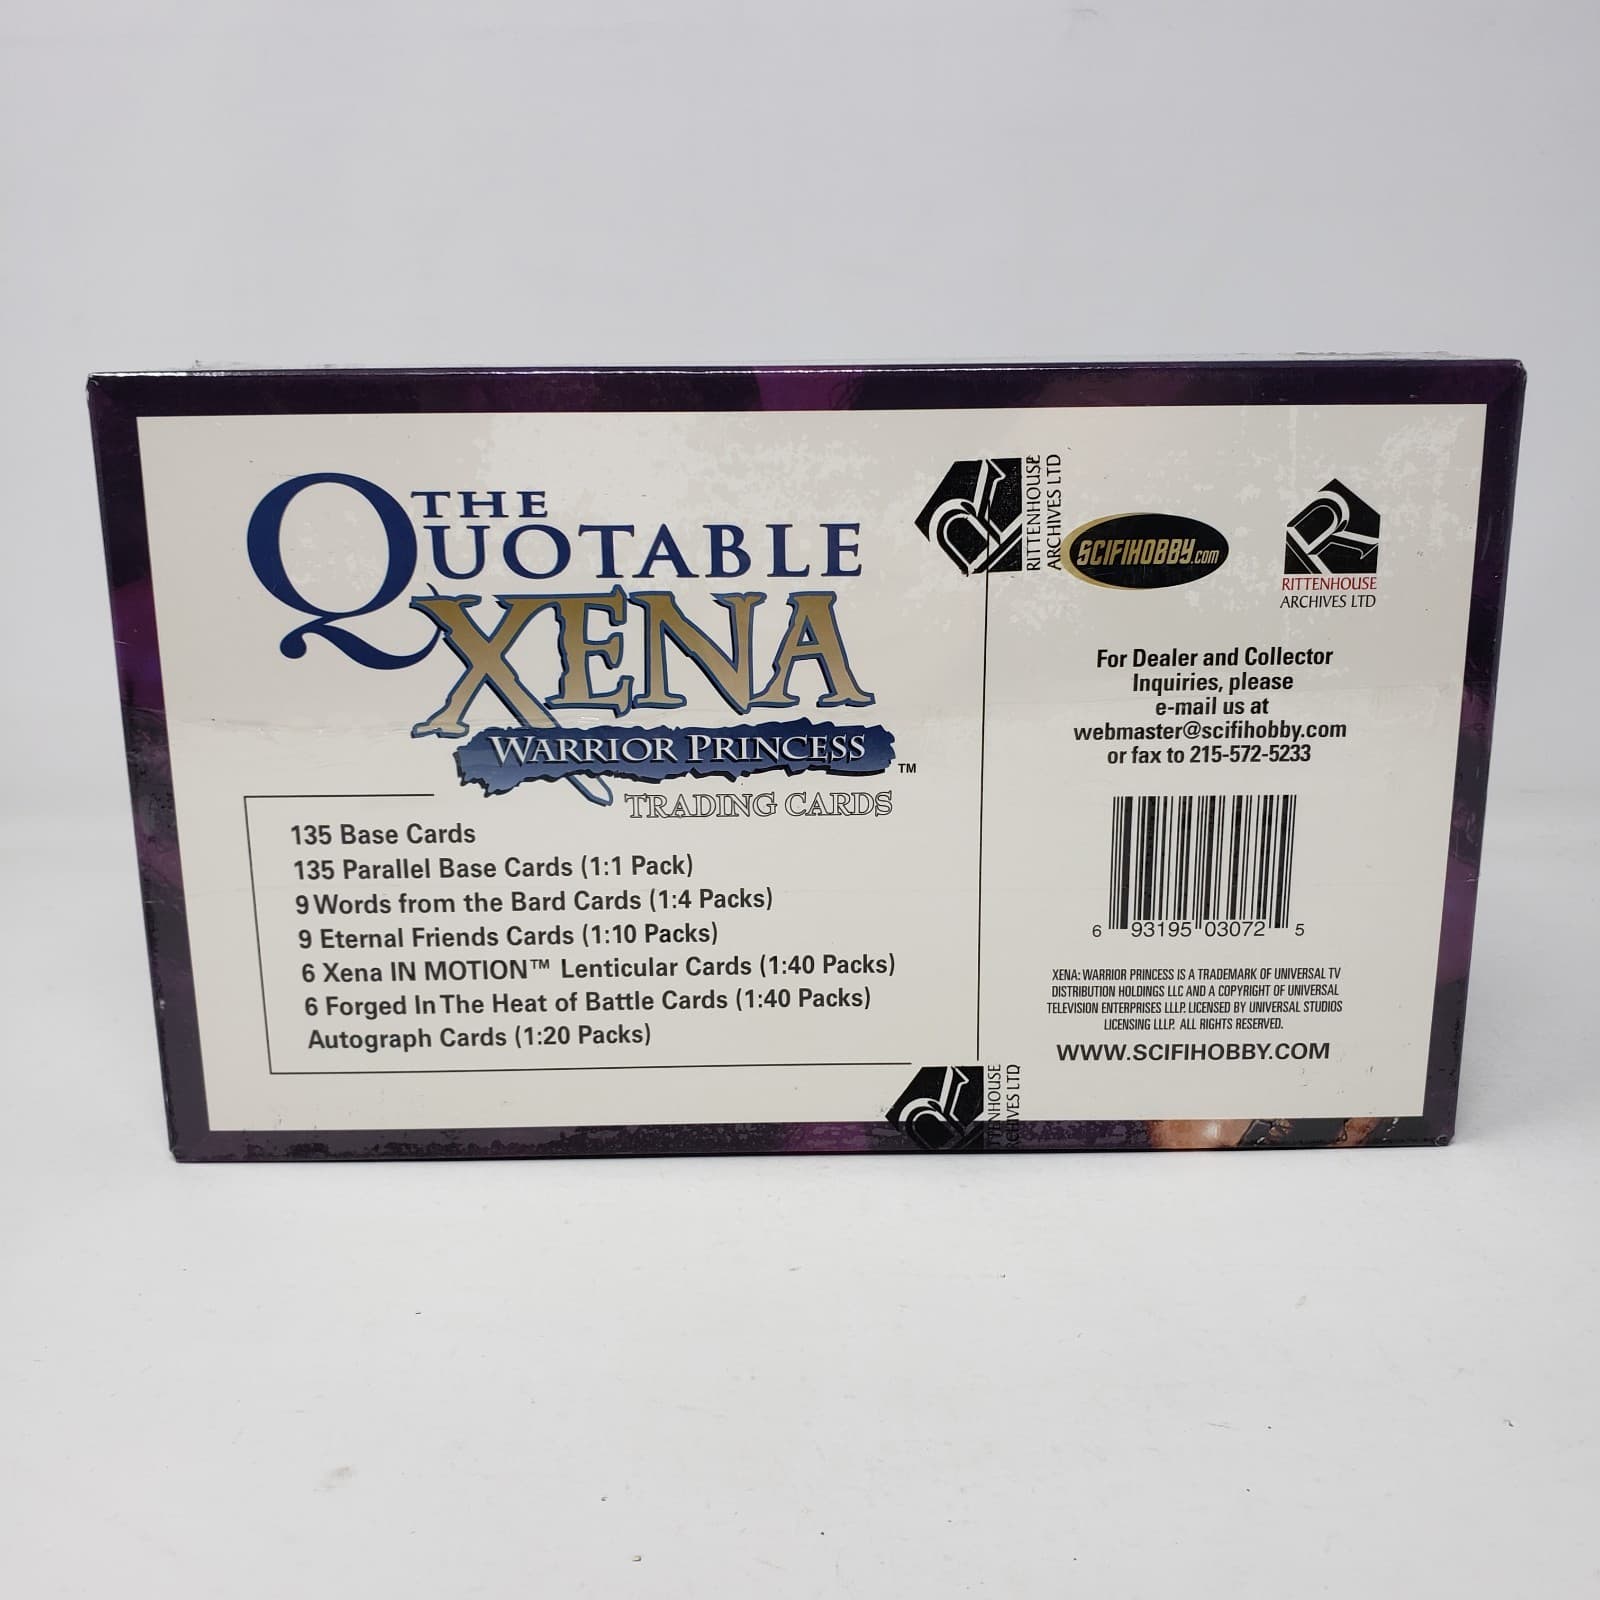 THE
QUOTABLE
XENA
WARRIOR PRINCESS
TM
TRADING CARDS
135 Base Cards
135 Parallel Base Cards (1:1 Pack)
9 Words from the Bard Cards (1:4 Packs)
9 Eternal Friends Cards (1:10 Packs)
6 Xena IN MOTION™ Lenticular Cards (1:40 Packs)
6 Forged In The Heat of Battle Cards (1:40 Packs)
Autograph Cards (1:20 Packs)
RITTENHOUSE
ARCHIVES LTD
SCIFIHOBBY.COM
RITTENHOUSE
ARCHIVES LTD
For Dealer and Collector
Inquiries, please
e-mail us at
webmaster@scifihobby.com
or fax to 215-572-5233
6 93195 03072 5
XENA: WARRIOR PRINCESS IS A TRADEMARK OF UNIVERSAL TV
DISTRIBUTION HOLDINGS LLC AND A COPYRIGHT OF UNIVERSAL
TELEVISION ENTERPRISES LLLP. LICENSED BY UNIVERSAL STUDIOS
LICENSING LLLP. ALL RIGHTS RESERVED.
WWW.SCIFIHOBBY.COM
TENHOUSE
CHIVES LTD